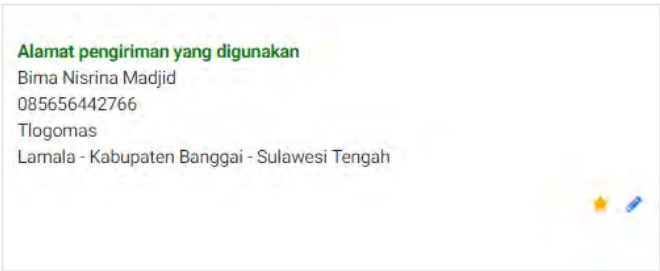 Alamat pengiriman yang digunakan
Bima Nisrina Madjid
085656442766
Tlogomas
Lamala - Kabupaten Banggai - Sulawesi Tengah